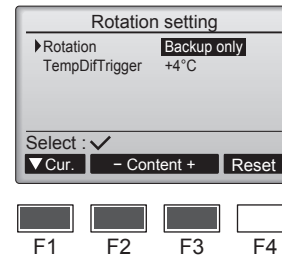 Rotation setting
Rotation Backup only
TempDifTrigger +4°C
Select : ✓
▼Cur. − Content + Reset
F1 F2 F3 F4